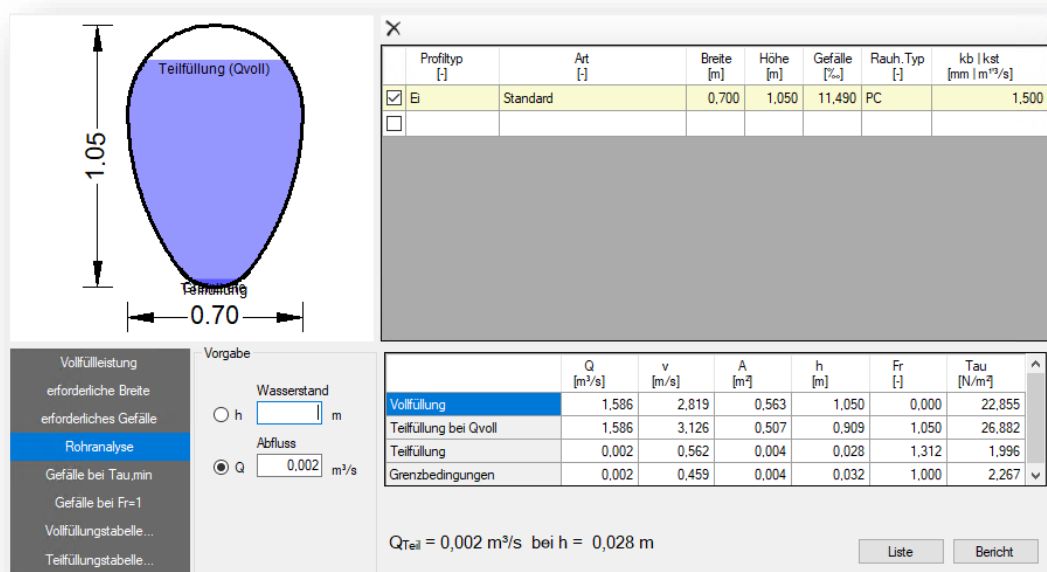 Teilfüllung (Qvoll)
1.05
Teilfüllung
0.70
Profiltyp Art Breite Höhe Gefälle Rauh.Typ kb | kst
[-] [-] [m] [m] [‰] [-] [mm | m¹'³/s]
Ei Standard 0,700 1,050 11,490 PC 1,500
Vollfüllleistung
erforderliche Breite
erforderliches Gefälle
Rohranalyse
Gefälle bei Tau,min
Gefälle bei Fr=1
Vollfüllungstabelle...
Teilfüllungstabelle...
Vorgabe
Wasserstand
h m
Abfluss
Q 0,002 m³/s
Q v A h Fr Tau
[m³/s] [m/s] [m²] [m] [-] [N/m²]
Vollfüllung 1,586 2,819 0,563 1,050 0,000 22,855
Teilfüllung bei Qvoll 1,586 3,126 0,507 0,909 1,050 26,882
Teilfüllung 0,002 0,562 0,004 0,028 1,312 1,996
Grenzbedingungen 0,002 0,459 0,004 0,032 1,000 2,267
QTeil = 0,002 m³/s bei h = 0,028 m
Liste Bericht